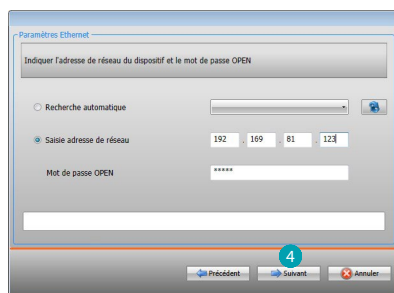 Paramètres Ethernet
Indiquer l'adresse de réseau du dispositif et le mot de passe OPEN
Recherche automatique
Saisie adresse de réseau 192 . 169 . 81 . 123
Mot de passe OPEN *****
4
Précédent Suivant Annuler